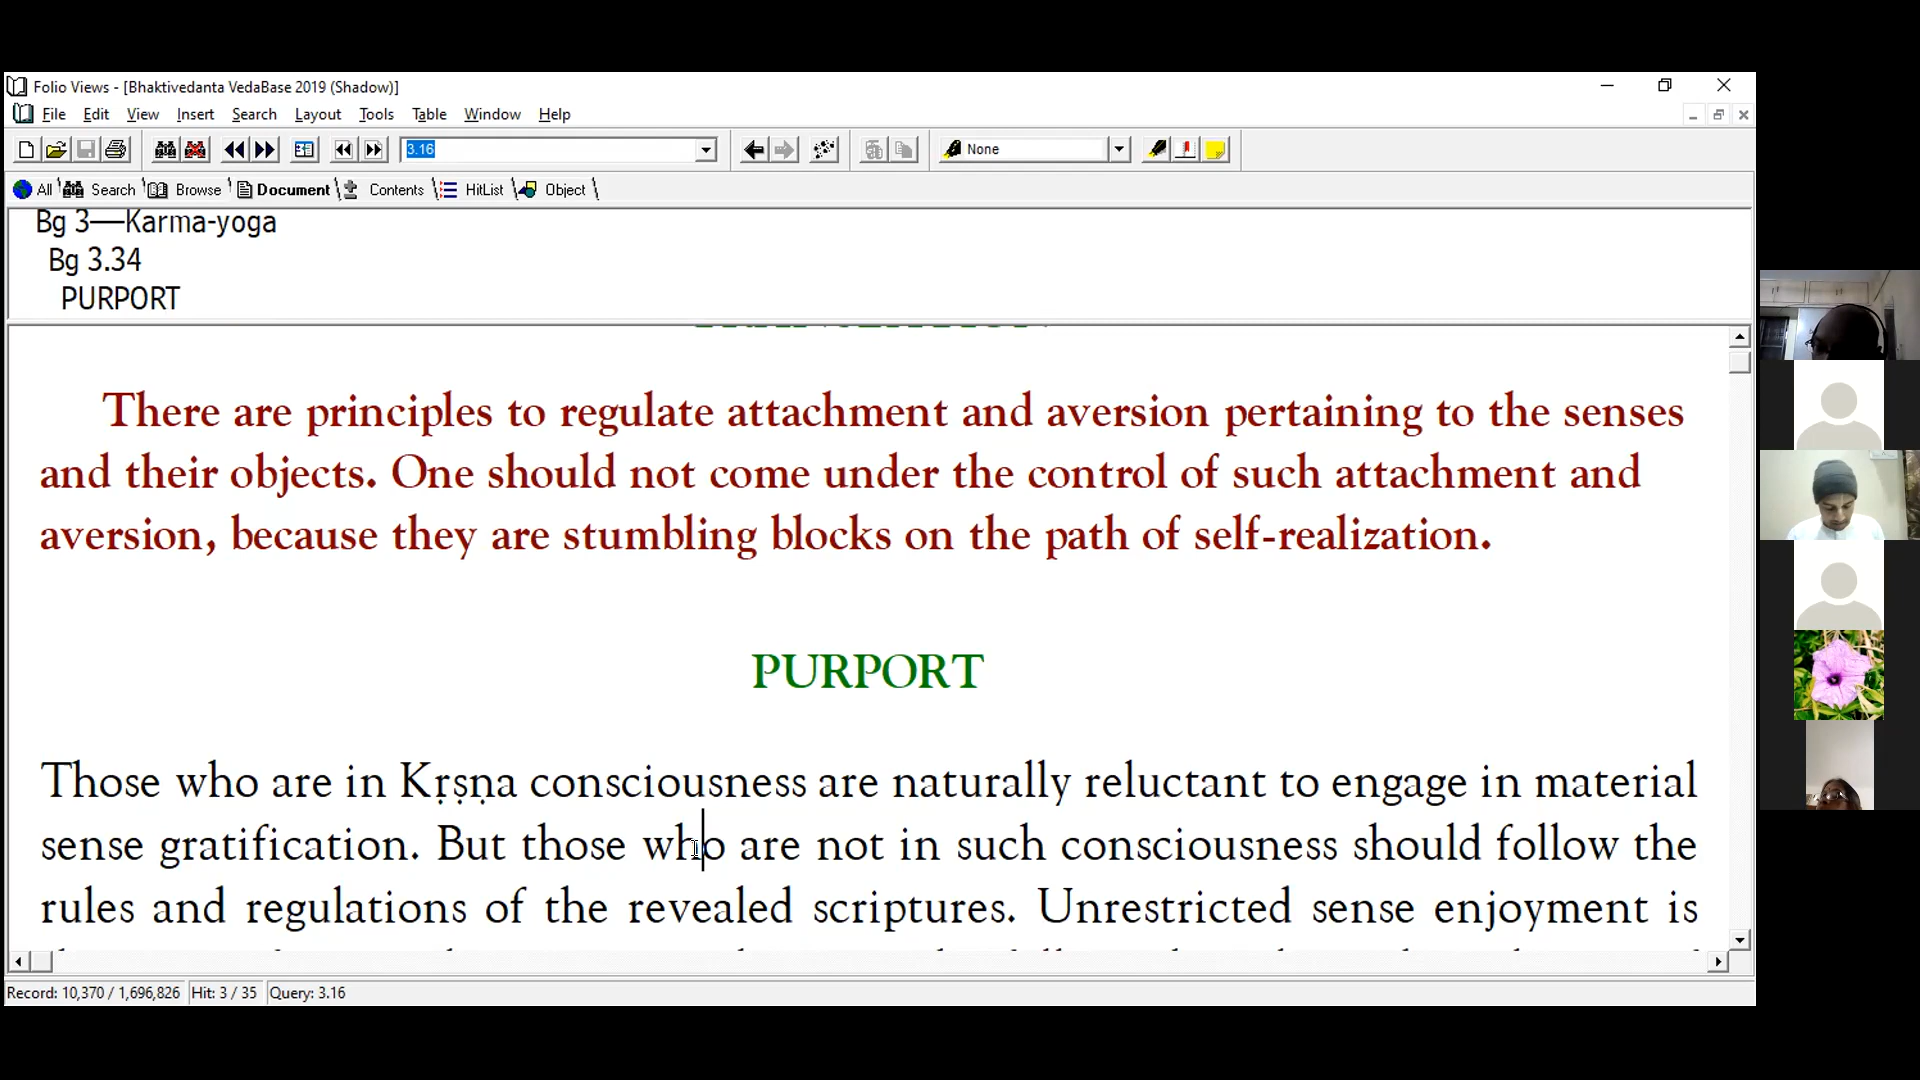 Folio Views - [Bhaktivedanta VedaBase 2019 (Shadow)]
File Edit View Insert Search Layout Tools Table Window Help
3.16 None
All Search Browse Document Contents HitList Object
Bg 3—Karma-yoga
Bg 3.34
PURPORT
There are principles to regulate attachment and aversion pertaining to the senses
and their objects. One should not come under the control of such attachment and
aversion, because they are stumbling blocks on the path of self-realization.
PURPORT
Those who are in Kṛṣṇa consciousness are naturally reluctant to engage in material
sense gratification. But those who are not in such consciousness should follow the
rules and regulations of the revealed scriptures. Unrestricted sense enjoyment is
Record: 10,370 / 1,696,826 Hit: 3 / 35 Query: 3.16